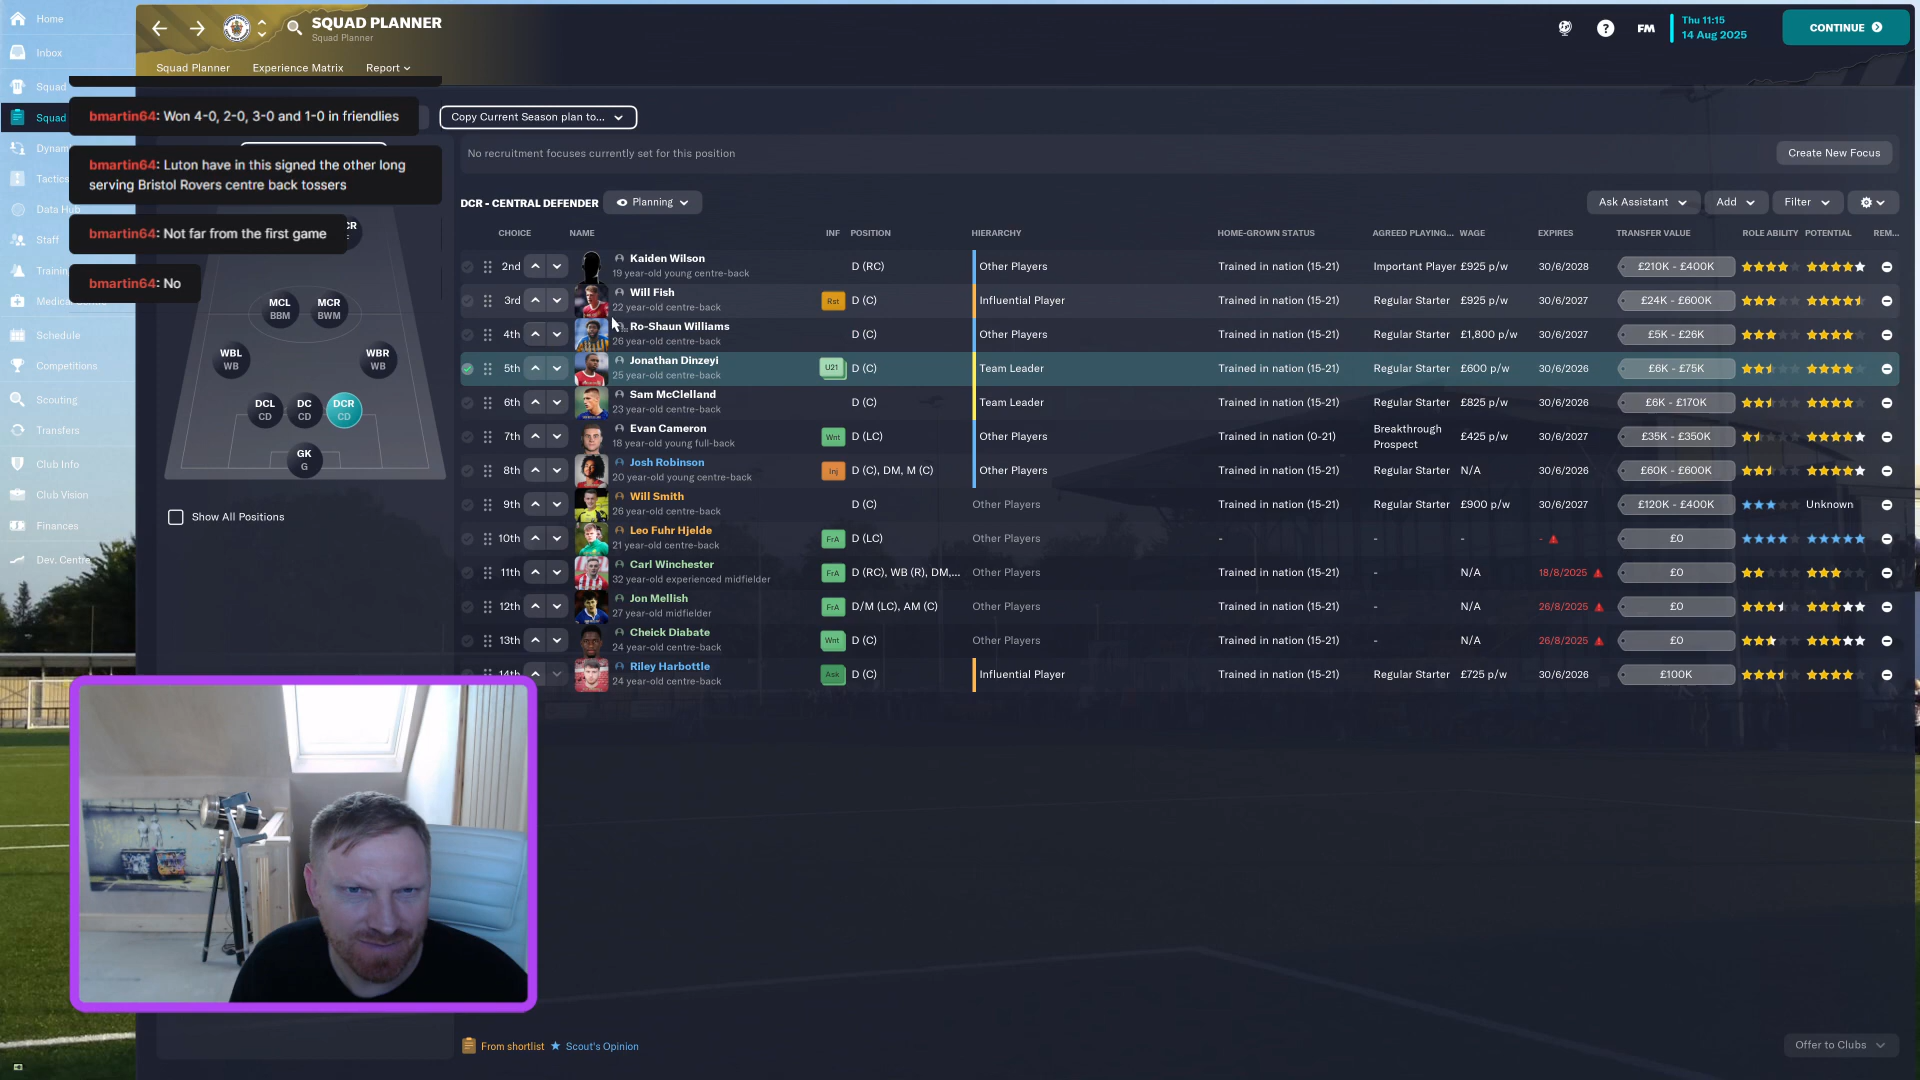 Home
SQUAD PLANNER
Squad Planner
Thu 11:15
14 Aug 2025
FM
CONTINUE
Inbox
Squad Planner
Experience Matrix
Report
Squad
bmartin64: Won 4-0, 2-0, 3-0 and 1-0 in friendlies
Squad
Copy Current Season plan to...
Dynam
bmartin64: Luton have in this signed the other long
serving Bristol Rovers centre back tossers
Tactics
Data Hub
bmartin64: Not far from the first game
Staff
Trainin
bmartin64: No
Medical
Schedule
Competitions
Scouting
Transfers
Club Info
Club Vision
Finances
Dev. Centre
MCL
BBM
MCR
BWM
WBL
WB
WBR
WB
DCL
CD
DC
CD
DCR
CD
GK
G
Show All Positions
No recruitment focuses currently set for this position
Create New Focus
DCR - CENTRAL DEFENDER
Planning
Ask Assistant
Add
Filter
CHOICE NAME INF POSITION HIERARCHY HOME-GROWN STATUS AGREED PLAYING... WAGE EXPIRES TRANSFER VALUE ROLE ABILITY POTENTIAL REM...
2nd Kaiden Wilson D (RC) Other Players Trained in nation (15-21) Important Player £925 p/w 30/6/2028 £210K - £400K
19 year-old young centre-back
3rd Will Fish Rst D (C) Influential Player Trained in nation (15-21) Regular Starter £925 p/w 30/6/2027 £24K - £600K
22 year-old centre-back
4th Ro-Shaun Williams D (C) Other Players Trained in nation (15-21) Regular Starter £1,800 p/w 30/6/2027 £5K - £26K
26 year-old centre-back
5th Jonathan Dinzeyi U21 D (C) Team Leader Trained in nation (15-21) Regular Starter £600 p/w 30/6/2026 £6K - £75K
25 year-old centre-back
6th Sam McClelland D (C) Team Leader Trained in nation (15-21) Regular Starter £825 p/w 30/6/2026 £6K - £170K
23 year-old centre-back
7th Evan Cameron Wnt D (LC) Other Players Trained in nation (0-21) Breakthrough Prospect £425 p/w 30/6/2027 £35K - £350K
18 year-old young full-back
8th Josh Robinson Inj D (C), DM, M (C) Other Players Trained in nation (15-21) Regular Starter N/A 30/6/2026 £60K - £600K
20 year-old young centre-back
9th Will Smith D (C) Other Players Trained in nation (15-21) Regular Starter £900 p/w 30/6/2027 £120K - £400K Unknown
26 year-old centre-back
10th Leo Fuhr Hjelde FrA D (LC) Other Players - - - - £0
21 year-old centre-back
11th Carl Winchester FrA D (RC), WB (R), DM,... Other Players Trained in nation (15-21) - N/A 18/8/2025 £0
32 year-old experienced midfielder
12th Jon Mellish FrA D/M (LC), AM (C) Other Players Trained in nation (15-21) - N/A 26/8/2025 £0
27 year-old midfielder
13th Cheick Diabate Wnt D (C) Other Players Trained in nation (15-21) - N/A 26/8/2025 £0
24 year-old centre-back
14th Riley Harbottle Ask D (C) Influential Player Trained in nation (15-21) Regular Starter £725 p/w 30/6/2026 £100K
24 year-old centre-back
From shortlist
Scout's Opinion
Offer to Clubs